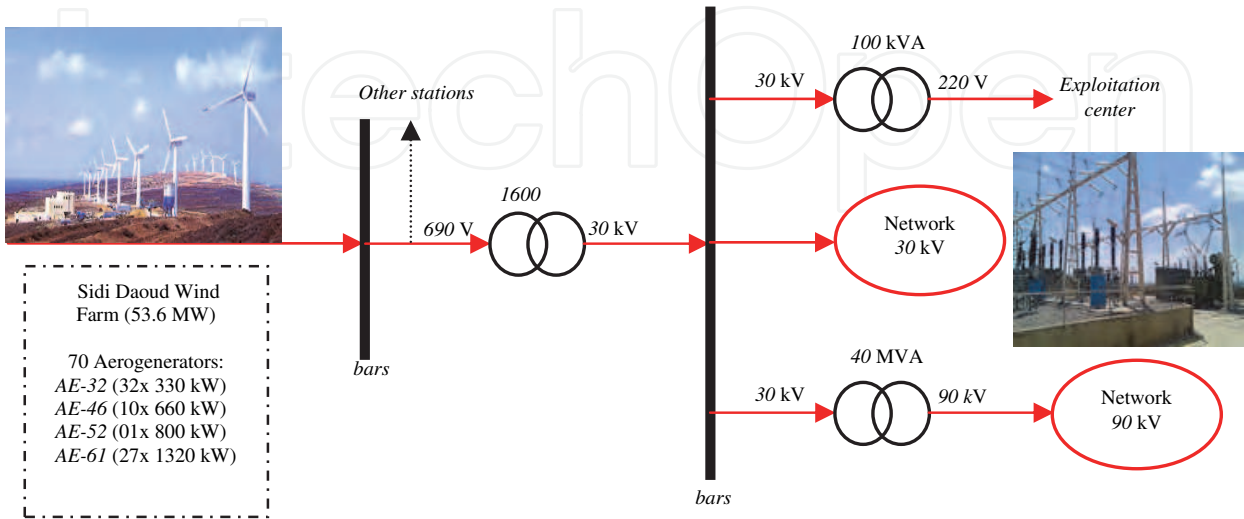 Other stations
690 V
1600
30 kV
bars
Sidi Daoud Wind
Farm (53.6 MW)
70 Aerogenerators:
AE-32 (32x 330 kW)
AE-46 (10x 660 kW)
AE-52 (01x 800 kW)
AE-61 (27x 1320 kW)
30 kV
100 kVA
220 V
Exploitation
center
Network
30 kV
30 kV
40 MVA
90 kV
Network
90 kV
bars
intechOpen